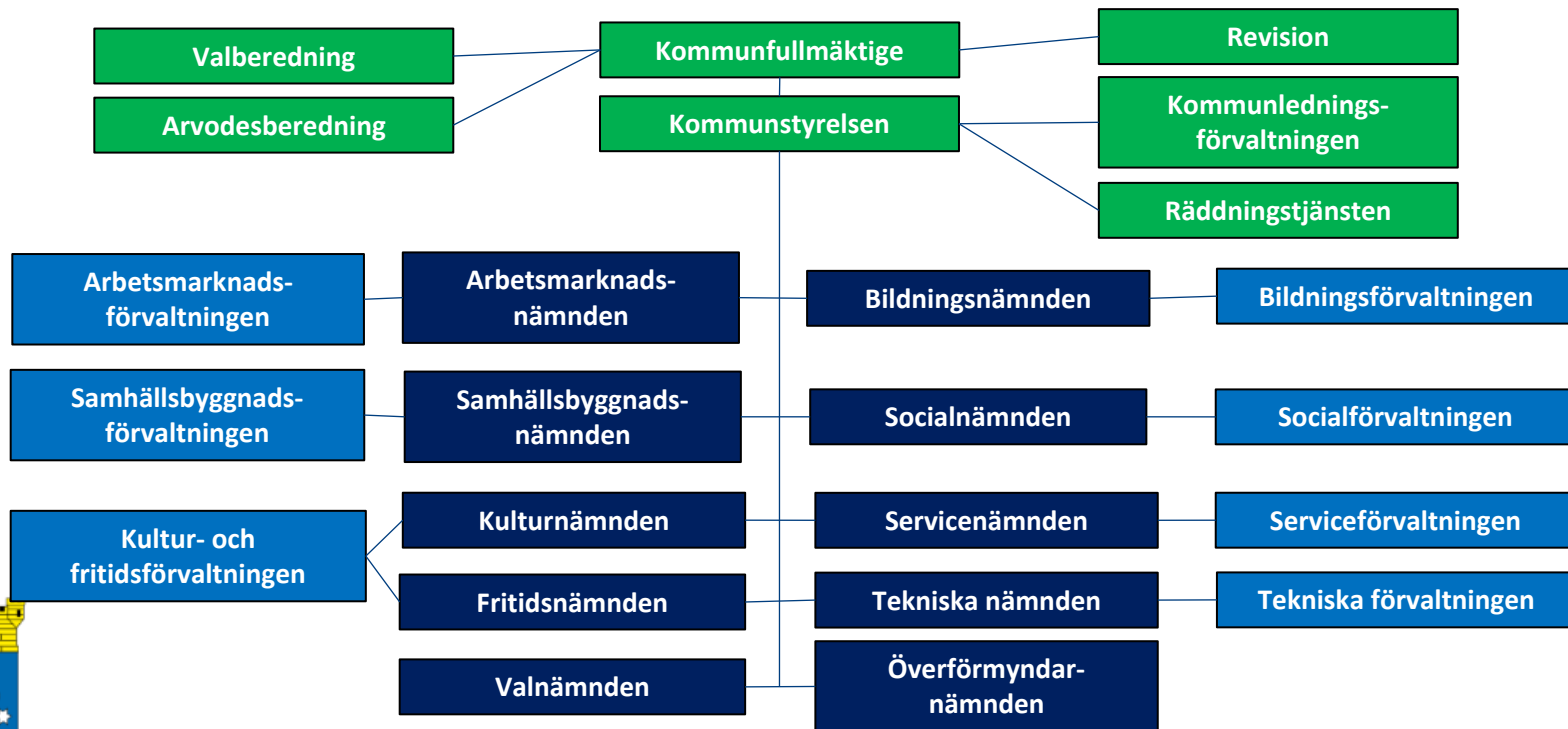 Valberedning
Kommunfullmäktige
Revision
Arvodesberedning
Kommunstyrelsen
Kommunlednings-
förvaltningen
Räddningstjänsten
Arbetsmarknads-
förvaltningen
Arbetsmarknads-
nämnden
Bildningsnämnden
Bildningsförvaltningen
Samhällsbyggnads-
förvaltningen
Samhällsbyggnads-
nämnden
Socialnämnden
Socialförvaltningen
Kultur- och
fritidsförvaltningen
Kulturnämnden
Servicenämnden
Serviceförvaltningen
Fritidsnämnden
Tekniska nämnden
Tekniska förvaltningen
Valnämnden
Överförmyndar-
nämnden